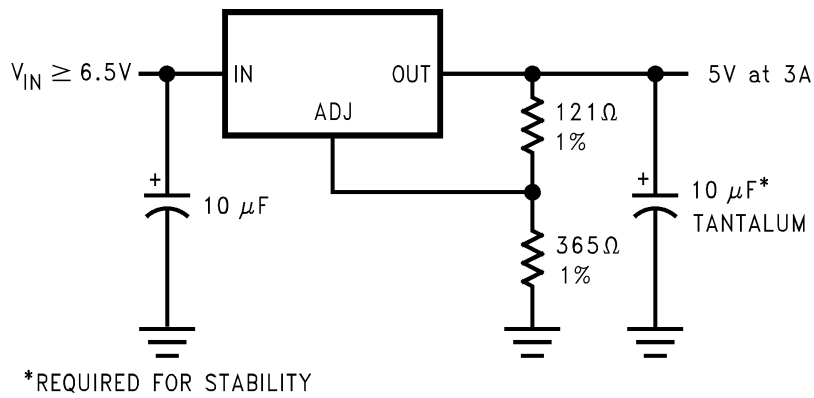 VIN ≥ 6.5V
IN
OUT
5V at 3A
ADJ
121Ω
1%
+
10 µF
+
10 µF*
TANTALUM
365Ω
1%
*REQUIRED FOR STABILITY